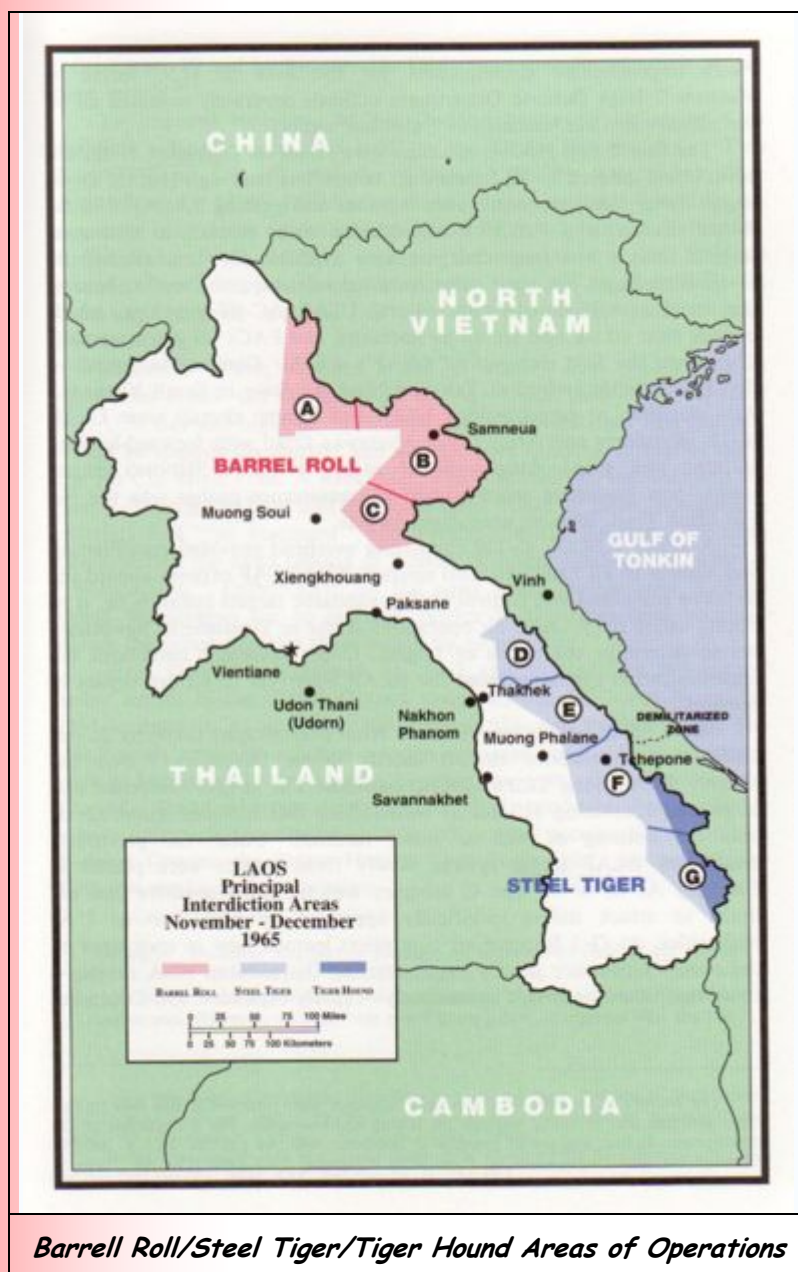 CHINA
NORTH
VIETNAM
A
Samneua
BARREL ROLL
B
Muong Soui
C
GULF OF
TONKIN
Xiengkhouang
Vinh
Paksane
D
Vientiane
Thakhek
Udon Thani
(Udorn)
E
Nakhon
Phanom
DEMILITARIZED
ZONE
Muong Phalane
Tchepone
THAILAND
F
Savannakhet
G
STEEL TIGER
LAOS
Principal
Interdiction Areas
November - December
1965
BARREL ROLL STEEL TIGER TIGER HOUND
0 25 50 75 100 Miles
0 25 50 75 100 Kilometers
CAMBODIA
Barrell Roll/Steel Tiger/Tiger Hound Areas of Operations